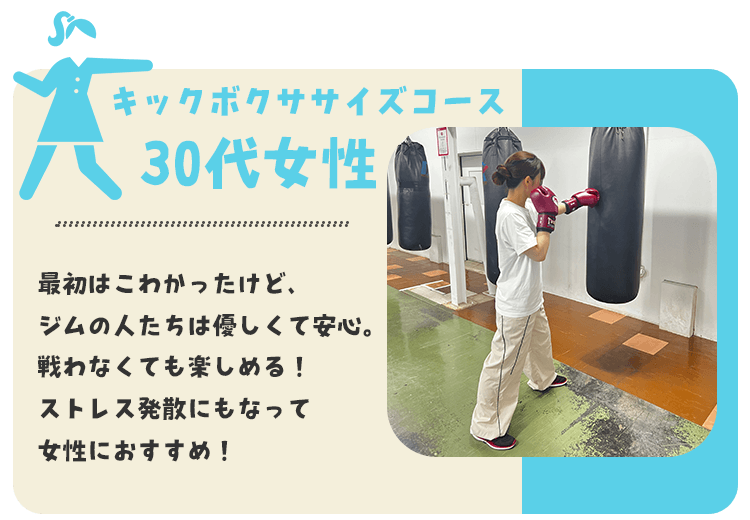 キックボクササイズコース
30代女性
最初はこわかったけど、
ジムの人たちは優しくて安心。
戦わなくても楽しめる！
ストレス発散にもなって
女性におすすめ！